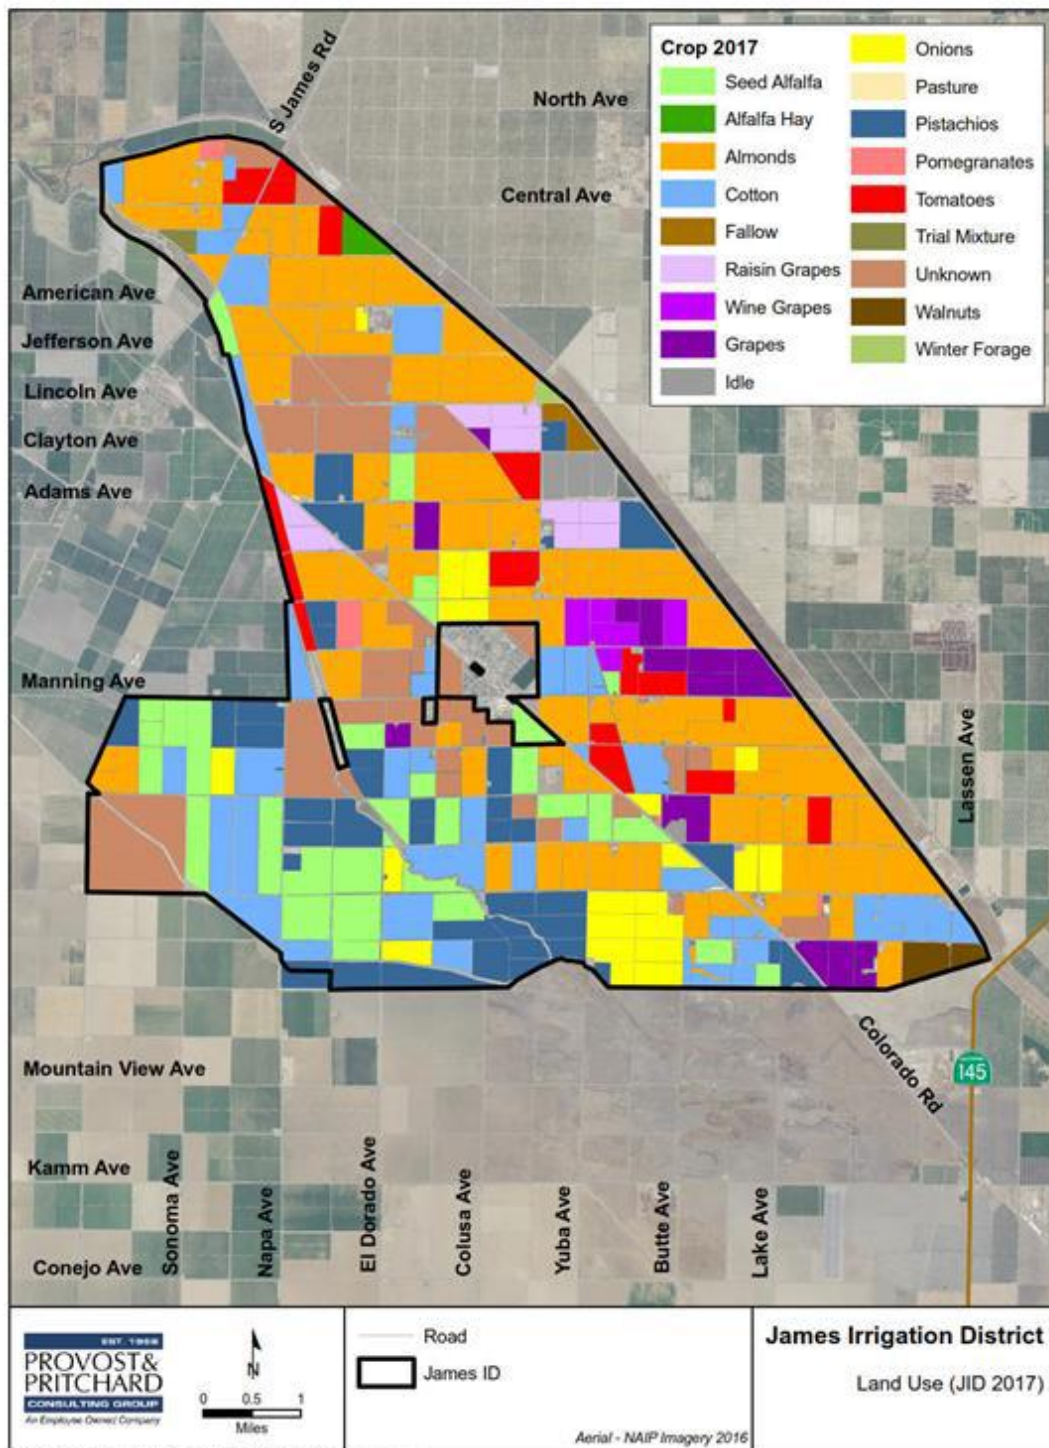 S James Rd
North Ave
Central Ave
Crop 2017
Seed Alfalfa
Alfalfa Hay
Almonds
Cotton
Fallow
Raisin Grapes
Wine Grapes
Grapes
Idle
Onions
Pasture
Pistachios
Pomegranates
Tomatoes
Trial Mixture
Unknown
Walnuts
Winter Forage
American Ave
Jefferson Ave
Lincoln Ave
Clayton Ave
Adams Ave
Manning Ave
Lassen Ave
Mountain View Ave
Colorado Rd
145
Kamm Ave
Conejo Ave
Sonoma Ave
Napa Ave
El Dorado Ave
Colusa Ave
Yuba Ave
Butte Ave
Lake Ave
EST. 1968
PROVOST&
PRITCHARD
CONSULTING GROUP
An Employee Owned Company
N
0 0.5 1
Miles
Road
James ID
Aerial - NAIP Imagery 2016
James Irrigation District
Land Use (JID 2017)